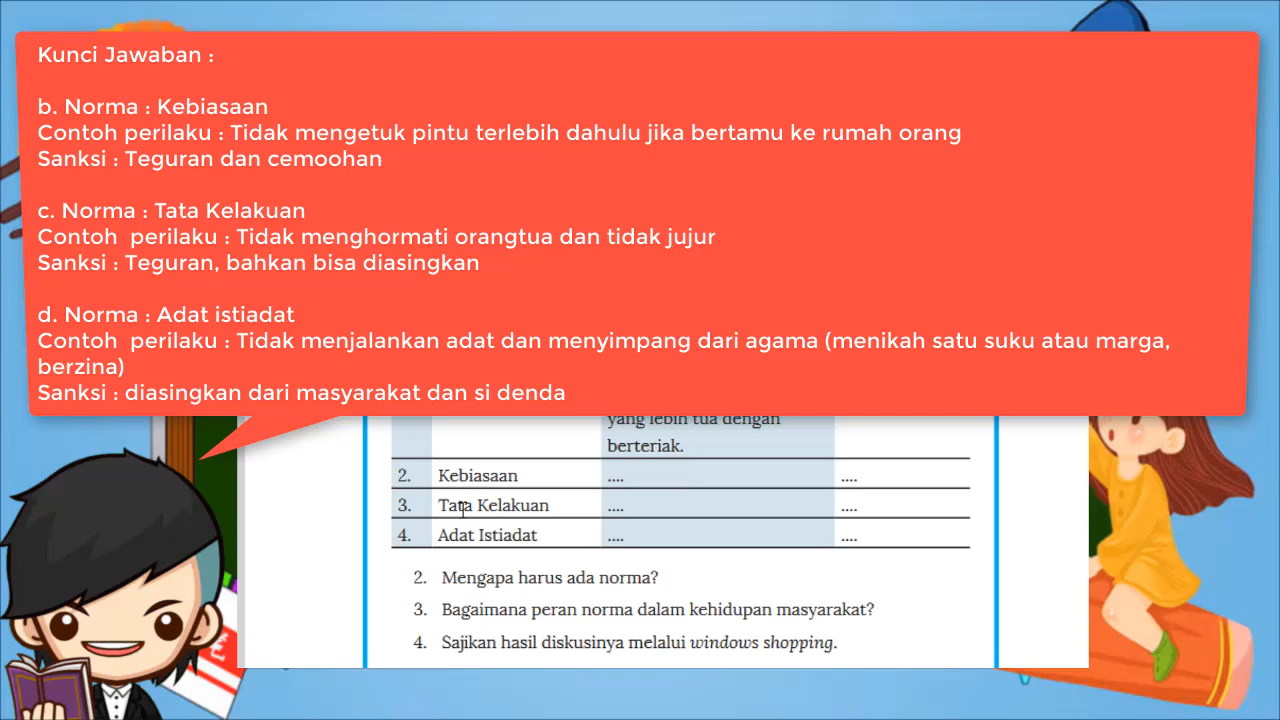 Kunci Jawaban :
b. Norma : Kebiasaan
Contoh perilaku : Tidak mengetuk pintu terlebih dahulu jika bertamu ke rumah orang
Sanksi : Teguran dan cemoohan
c. Norma : Tata Kelakuan
Contoh  perilaku : Tidak menghormati orangtua dan tidak jujur
Sanksi : Teguran, bahkan bisa diasingkan
d. Norma : Adat istiadat
Contoh  perilaku : Tidak menjalankan adat dan menyimpang dari agama (menikah satu suku atau marga,
berzina)
Sanksi : diasingkan dari masyarakat dan si denda
yang lebih tua dengan
berteriak.
2. Kebiasaan .... ....
3. Tata Kelakuan .... ....
4. Adat Istiadat .... ....
2. Mengapa harus ada norma?
3. Bagaimana peran norma dalam kehidupan masyarakat?
4. Sajikan hasil diskusinya melalui windows shopping.